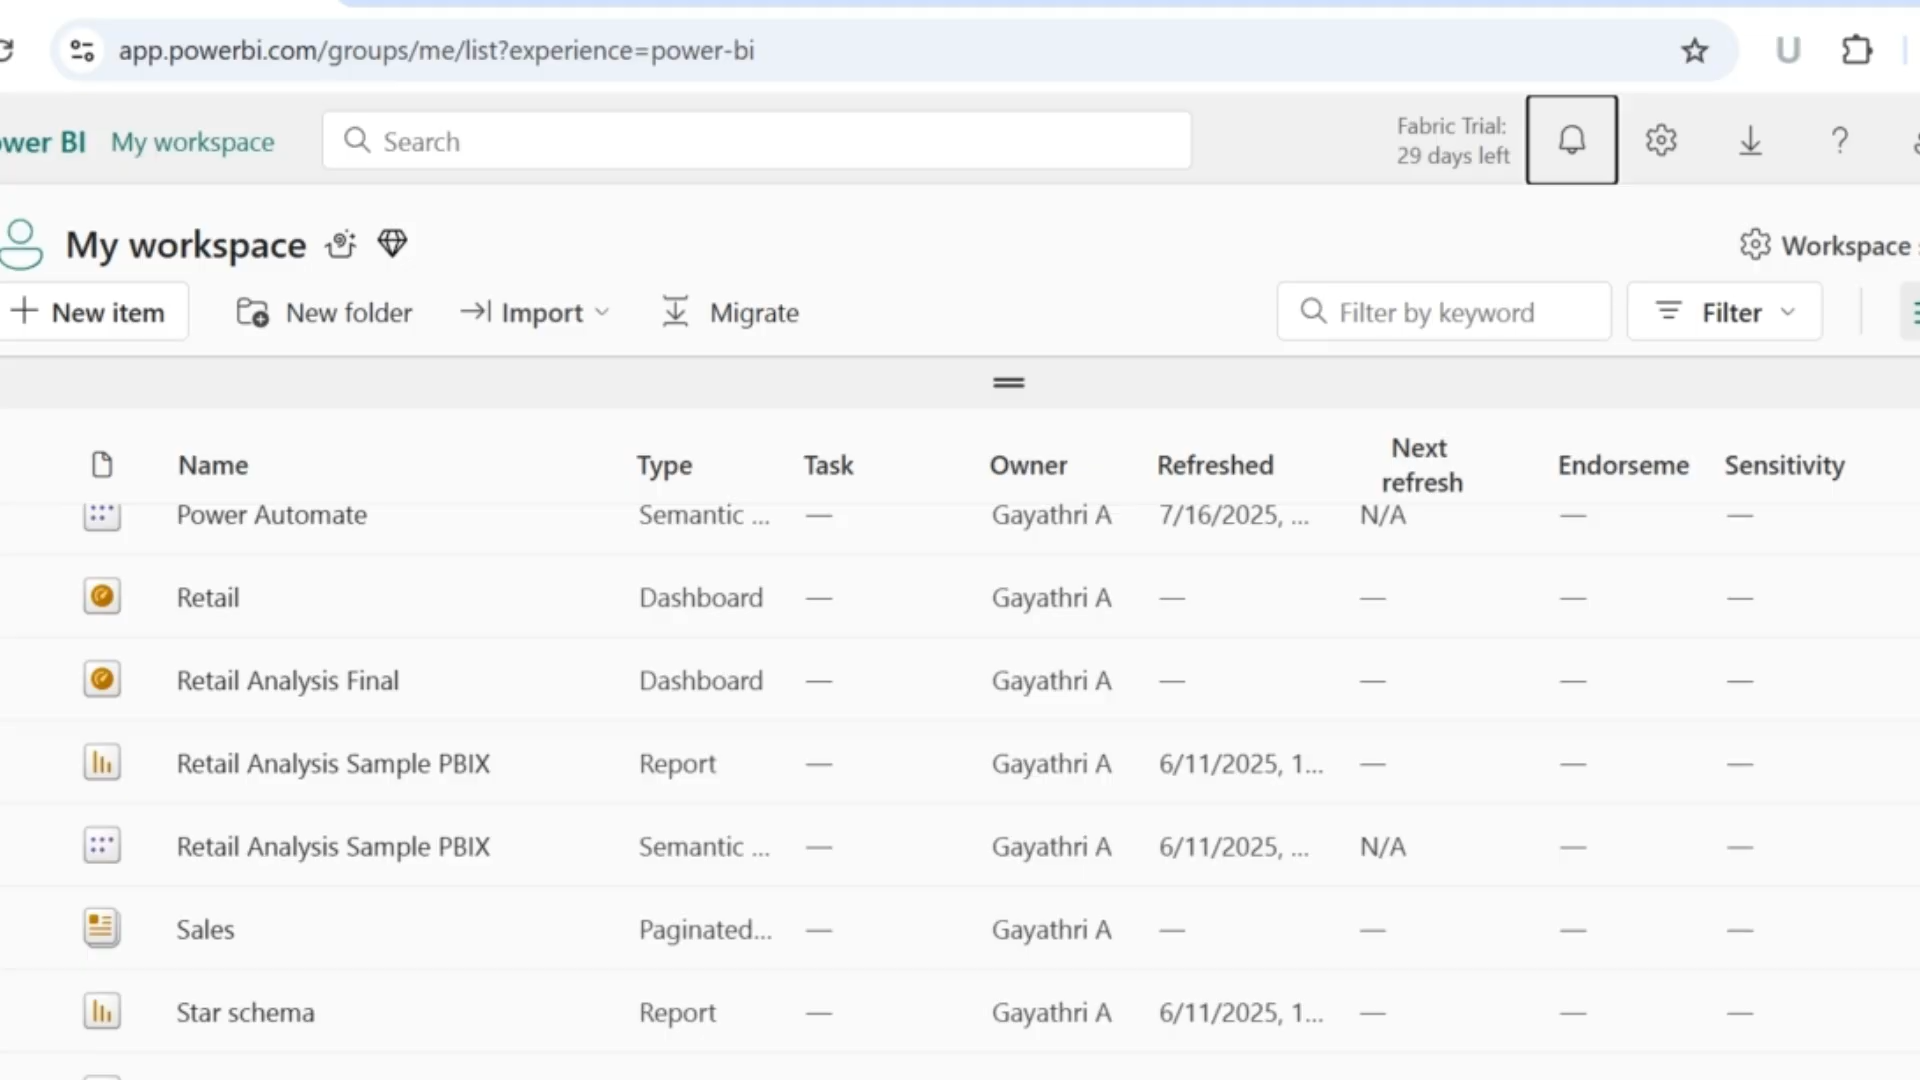 app.powerbi.com/groups/me/list?experience=power-bi
U
Power BI My workspace Search Fabric Trial:
29 days left
My workspace Workspace
New item New folder Import Migrate Filter by keyword Filter
Name Type Task Owner Refreshed Next refresh Endorseme Sensitivity
Power Automate Semantic ... — Gayathri A 7/16/2025, ... N/A — —
Retail Dashboard — Gayathri A — — — —
Retail Analysis Final Dashboard — Gayathri A — — — —
Retail Analysis Sample PBIX Report — Gayathri A 6/11/2025, 1... — — —
Retail Analysis Sample PBIX Semantic ... — Gayathri A 6/11/2025, ... N/A — —
Sales Paginated... — Gayathri A — — — —
Star schema Report — Gayathri A 6/11/2025, 1... — — —